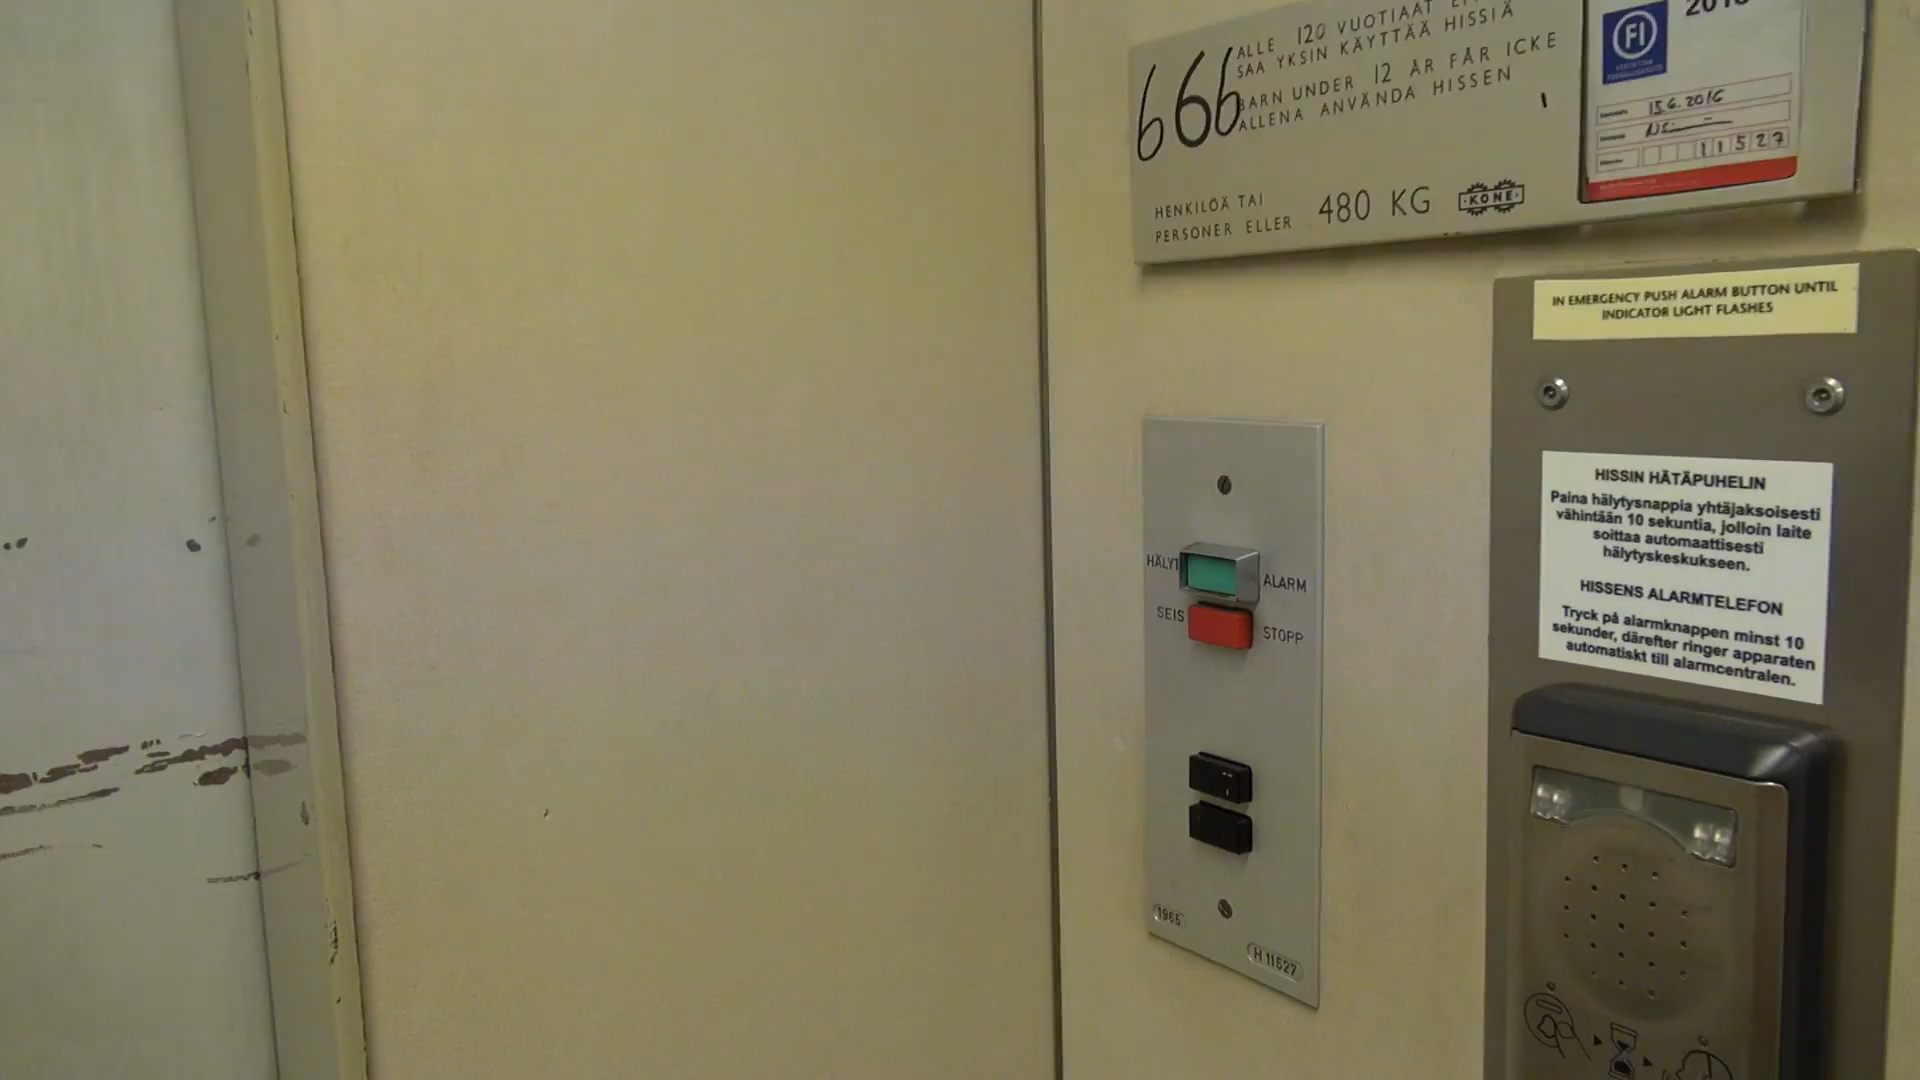 666
ALLE 120 VUOTIAAT
SAA YKSIN KÄYTTÄÄ HISSIÄ
BARN UNDER 12 ÅR FÅR ICKE
ALLENA ANVÄNDA HISSEN
HENKILÖÄ TAI
PERSONER ELLER
480 KG
KONE
FI
15.6.2016
11527
IN EMERGENCY PUSH ALARM BUTTON UNTIL
INDICATOR LIGHT FLASHES
HISSIN HÄTÄPUHELIN
Paina hälytysnappia yhtäjaksoisesti
vähintään 10 sekuntia, jolloin laite
soittaa automaattisesti
hälytyskeskukseen.
HISSENS ALARMTELEFON
Tryck på alarmknappen minst 10
sekunder, därefter ringer apparaten
automatiskt till alarmcentralen.
HÄLYT ALARM
SEIS STOPP
1965
H 11527